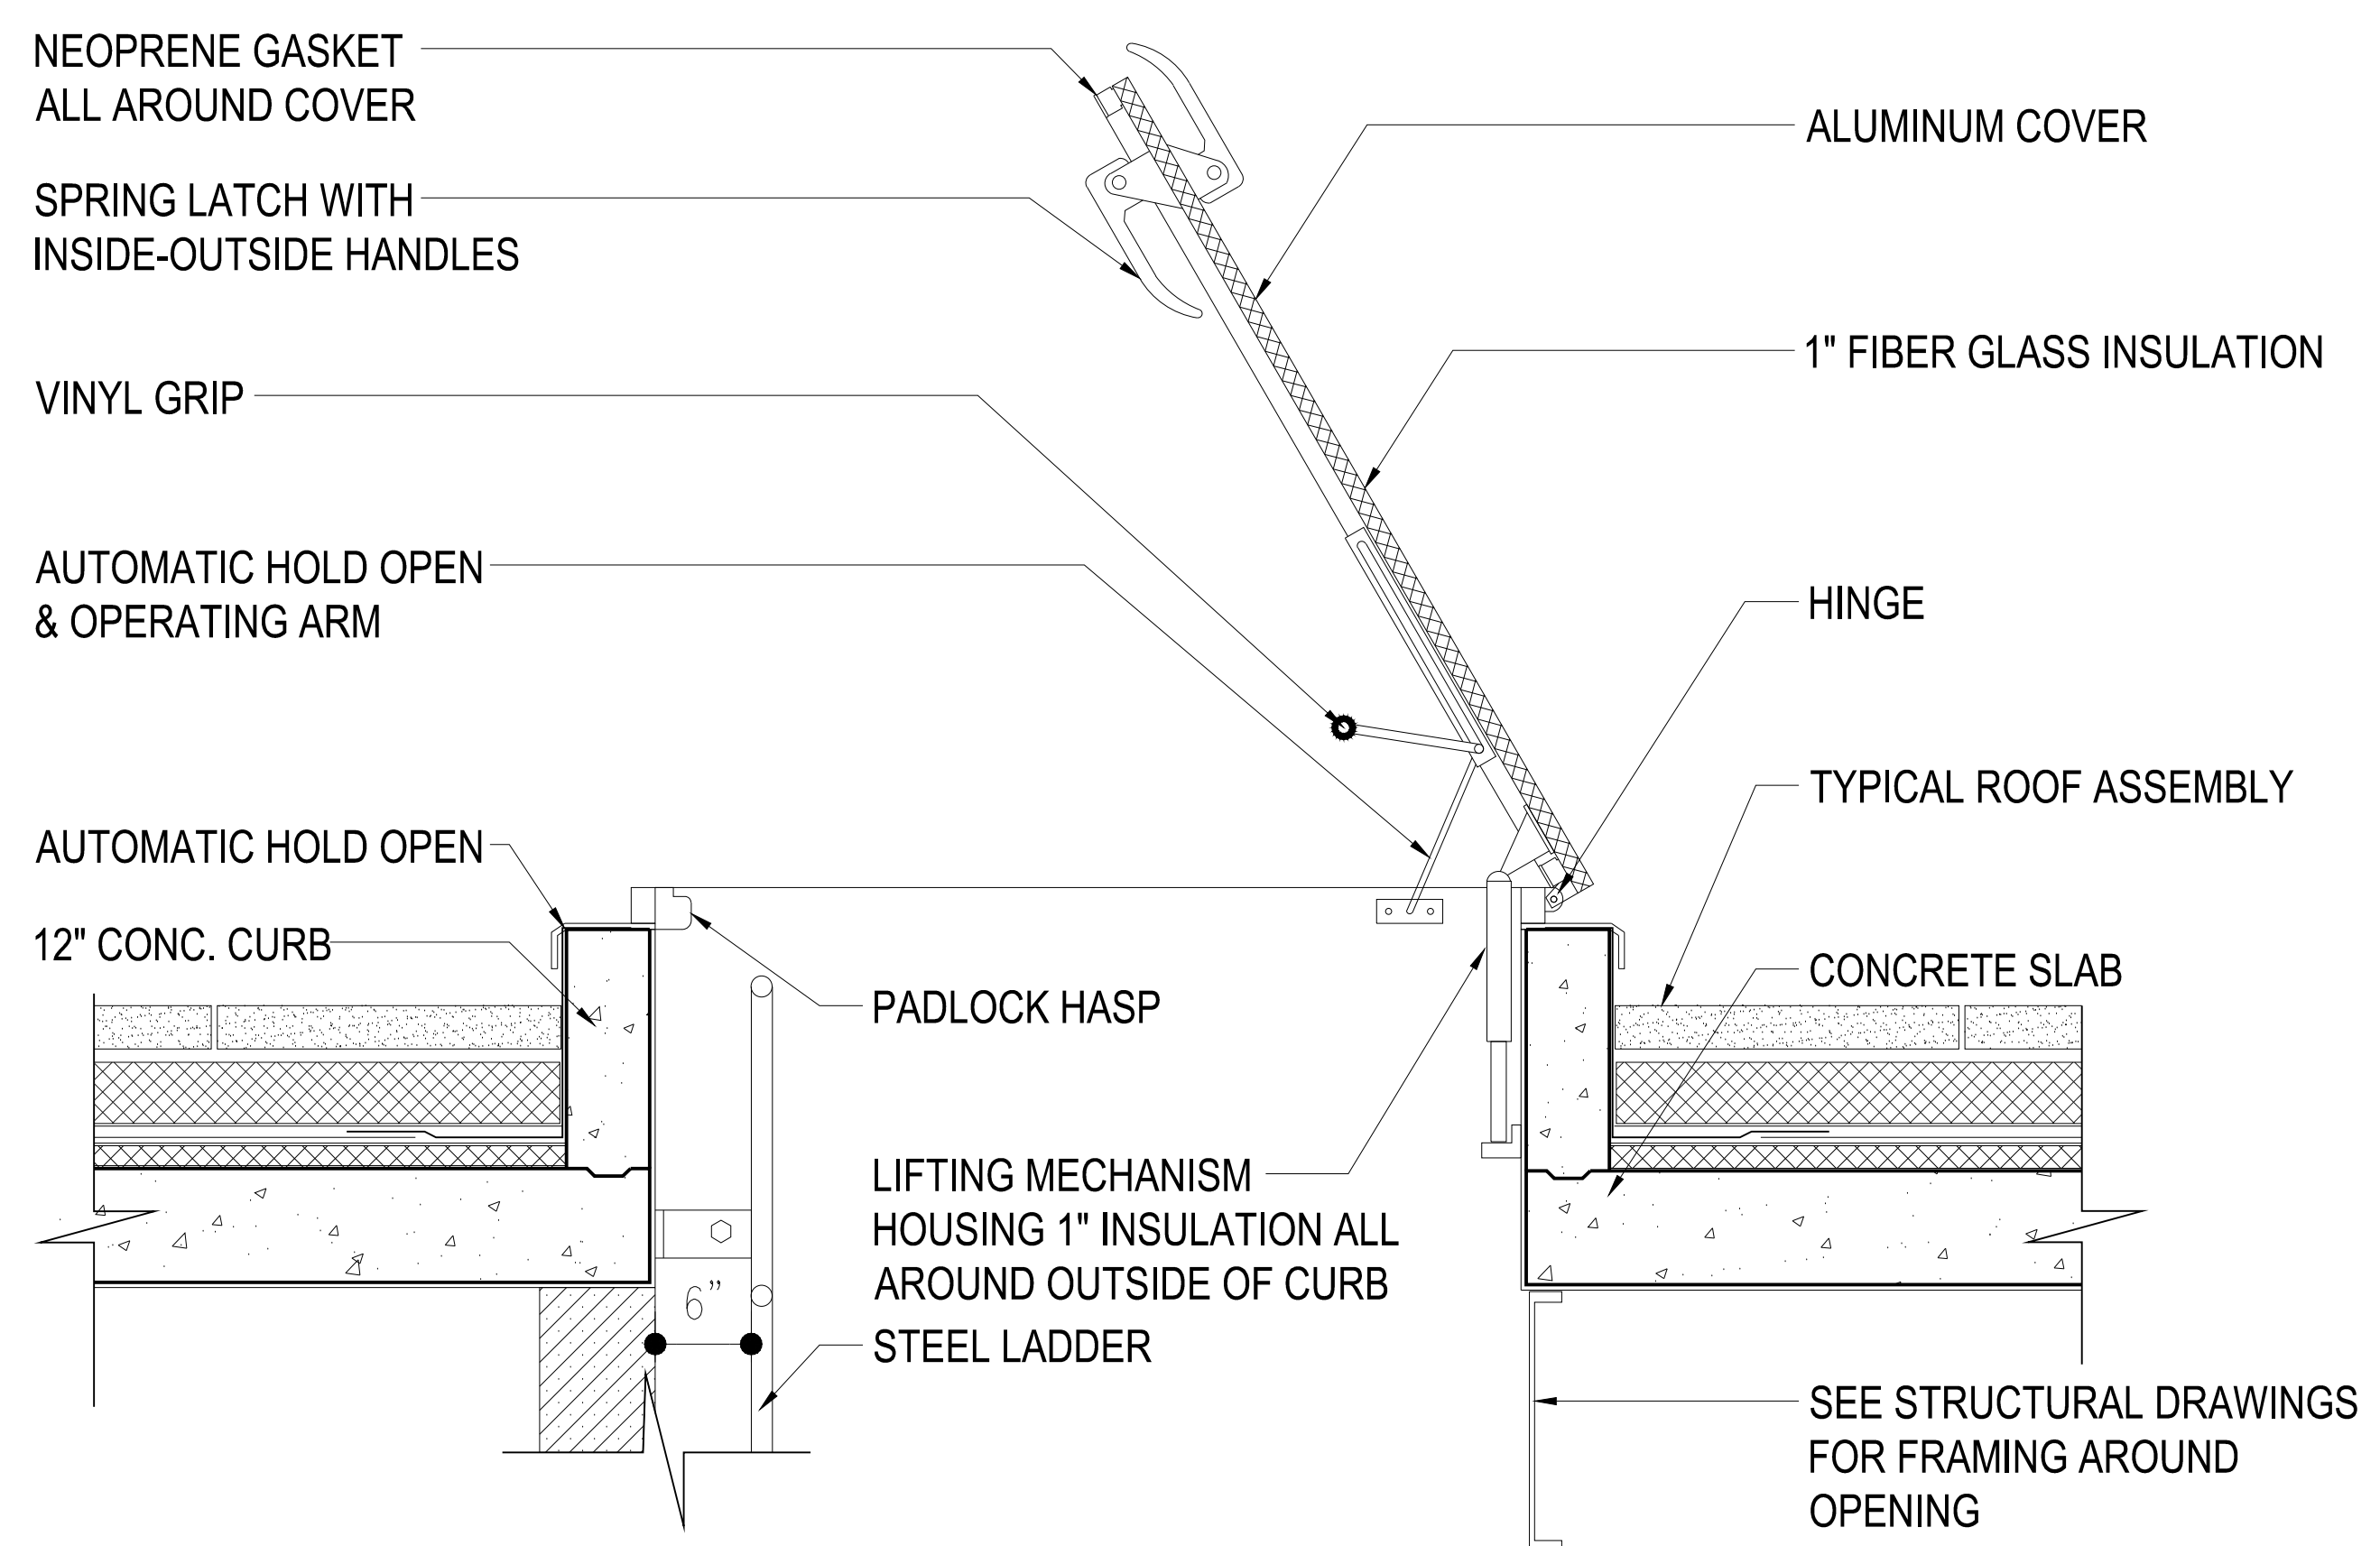 NEOPRENE GASKET
ALL AROUND COVER
SPRING LATCH WITH
INSIDE-OUTSIDE HANDLES
VINYL GRIP
AUTOMATIC HOLD OPEN
& OPERATING ARM
AUTOMATIC HOLD OPEN
12" CONC. CURB
PADLOCK HASP
LIFTING MECHANISM
HOUSING 1" INSULATION ALL
AROUND OUTSIDE OF CURB
6”
STEEL LADDER
ALUMINUM COVER
1" FIBER GLASS INSULATION
HINGE
TYPICAL ROOF ASSEMBLY
CONCRETE SLAB
SEE STRUCTURAL DRAWINGS
FOR FRAMING AROUND
OPENING